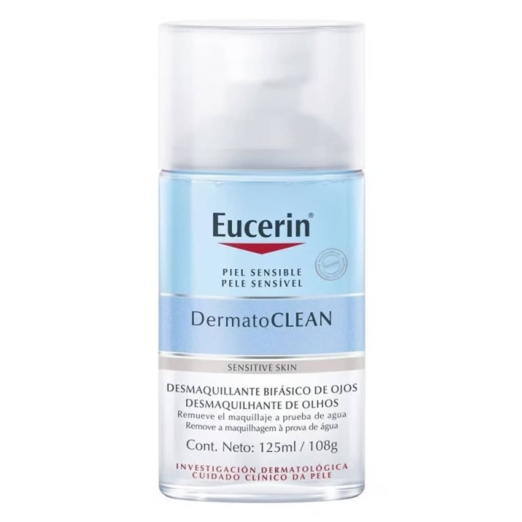 Eucerin®
PIEL SENSIBLE
PELE SENSÍVEL
DermatoCLEAN
SENSITIVE SKIN
DESMAQUILLANTE BIFÁSICO DE OJOS
DESMAQUILHANTE DE OLHOS
Remueve el maquillaje a prueba de agua
Remove a maquilhagem à prova de água
Cont. Neto: 125ml / 108g
INVESTIGACIÓN DERMATOLÓGICA
CUIDADO CLÍNICO DA PELE